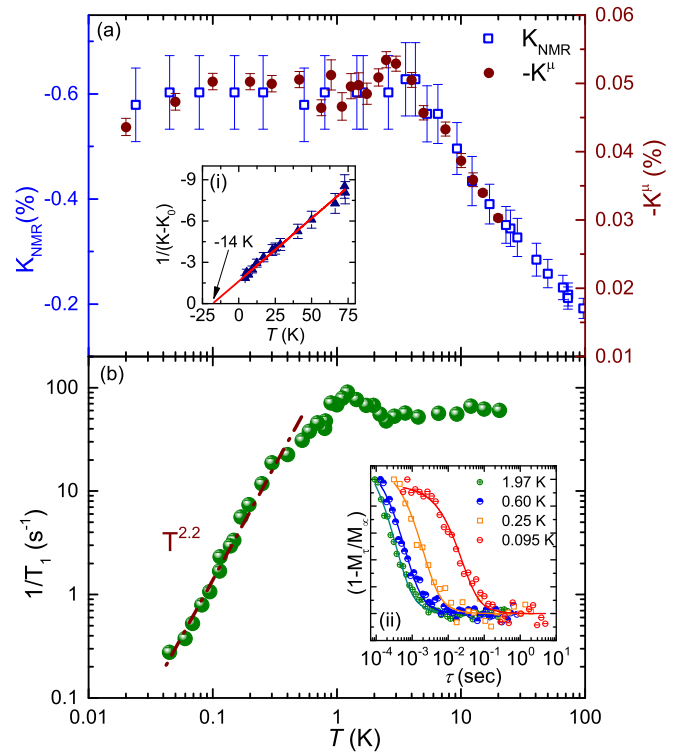 (a)
K_NMR
-K^μ
-0.6
-0.4
-0.2
K_NMR(%)
0.06
0.05
0.04
0.03
0.02
0.01
-K^μ (%)
(i)
-9
-6
-3
0
1/(K-K_0)
-14 K
-25 0 25 50 75
T (K)
(b)
100
10
1
0.1
1/T_1 (s^-1)
T^2.2
1.97 K
0.60 K
0.25 K
0.095 K
(1-M_τ/M_∞)
(ii)
10^-4 10^-3 10^-2 10^-1 10^0 10^1
τ (sec)
0.01 0.1 1 10 100
T (K)